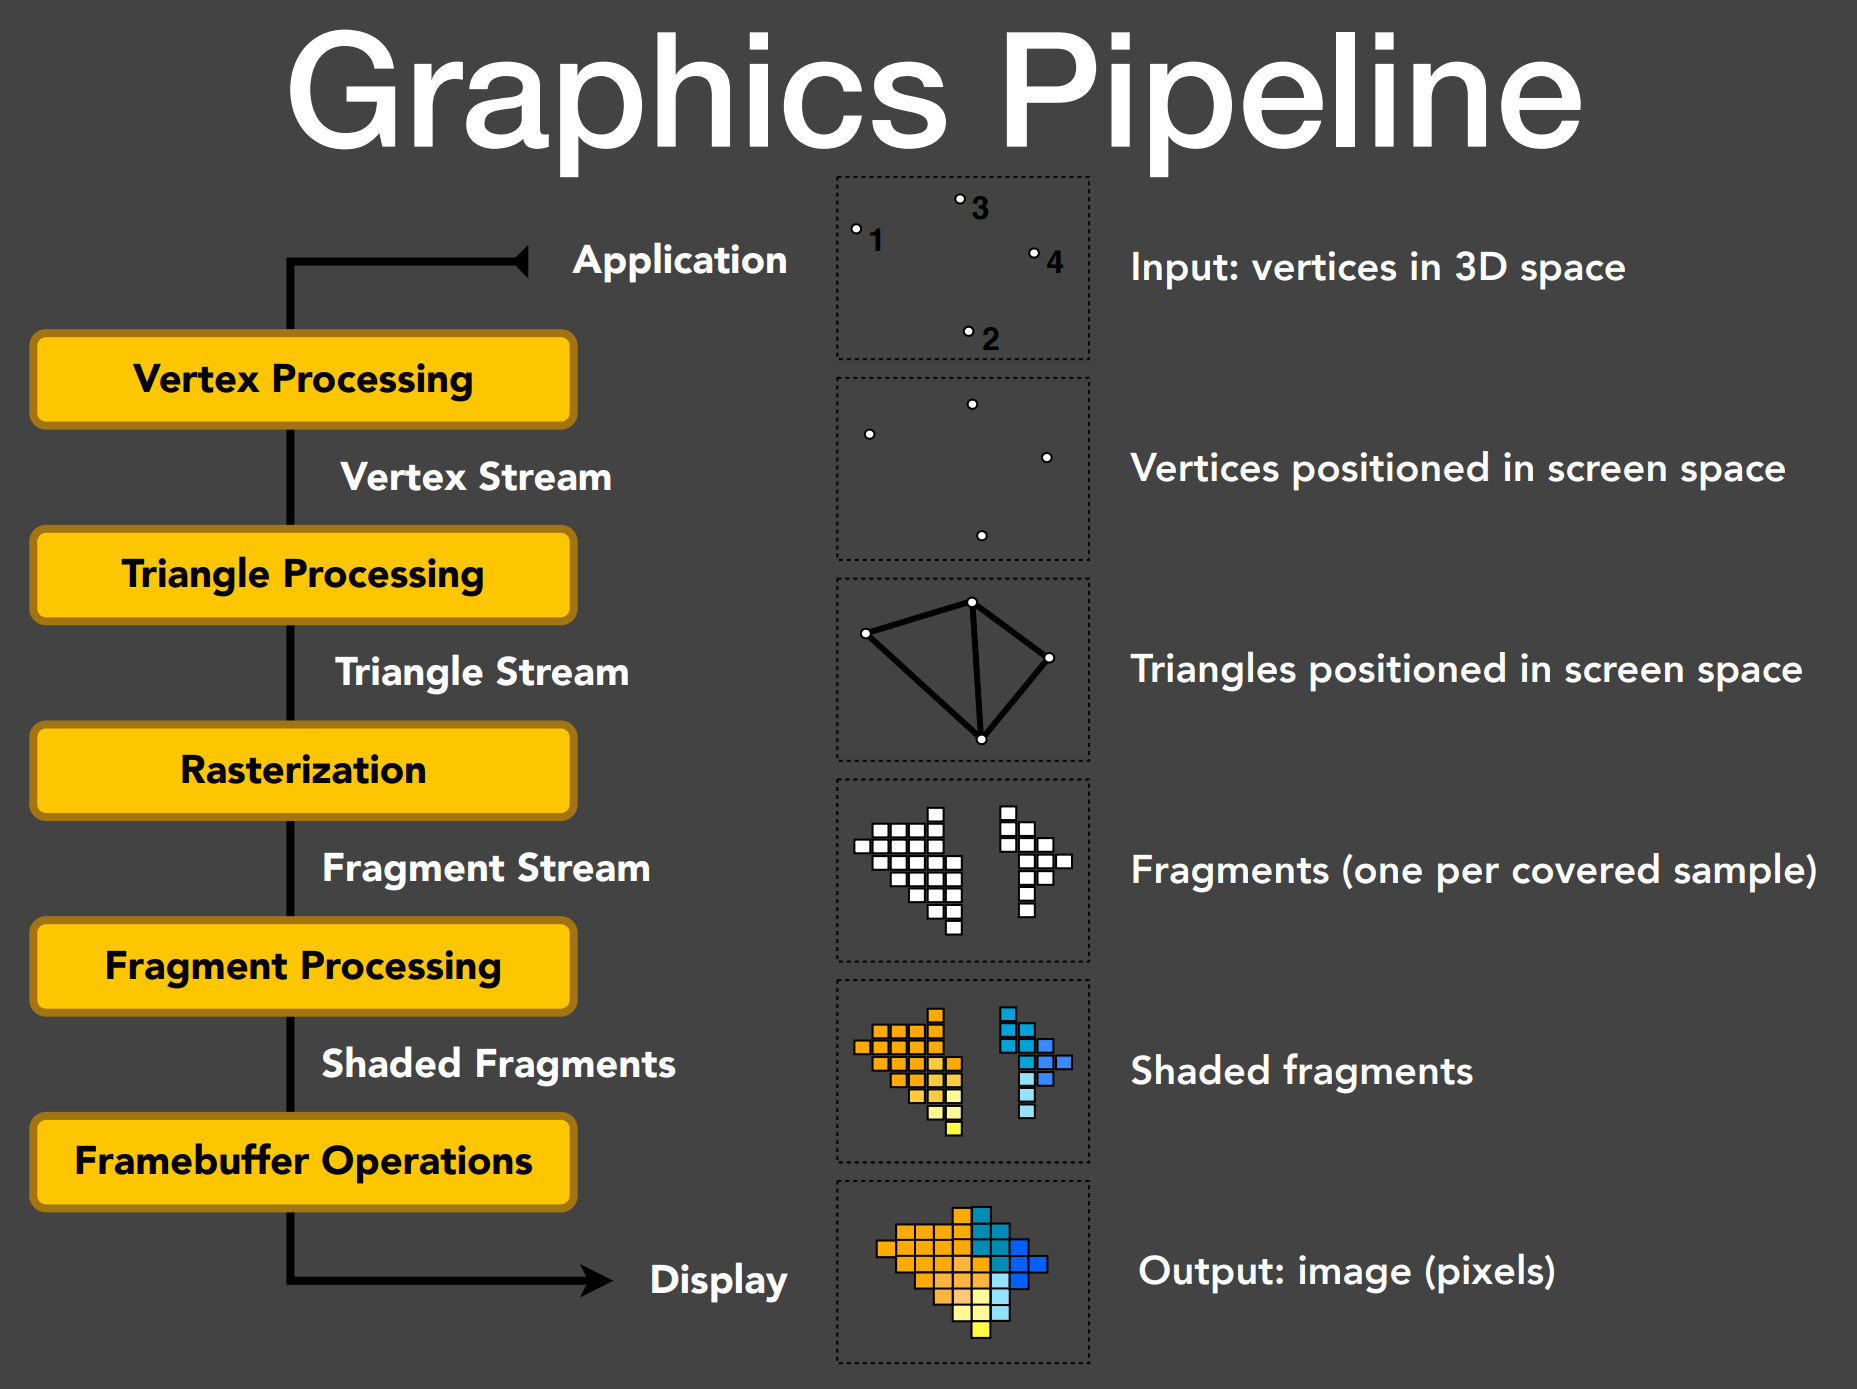 Graphics Pipeline
Application
1
3
4
2
Input: vertices in 3D space
Vertex Processing
Vertex Stream
Vertices positioned in screen space
Triangle Processing
Triangle Stream
Triangles positioned in screen space
Rasterization
Fragment Stream
Fragments (one per covered sample)
Fragment Processing
Shaded Fragments
Shaded fragments
Framebuffer Operations
Display
Output: image (pixels)